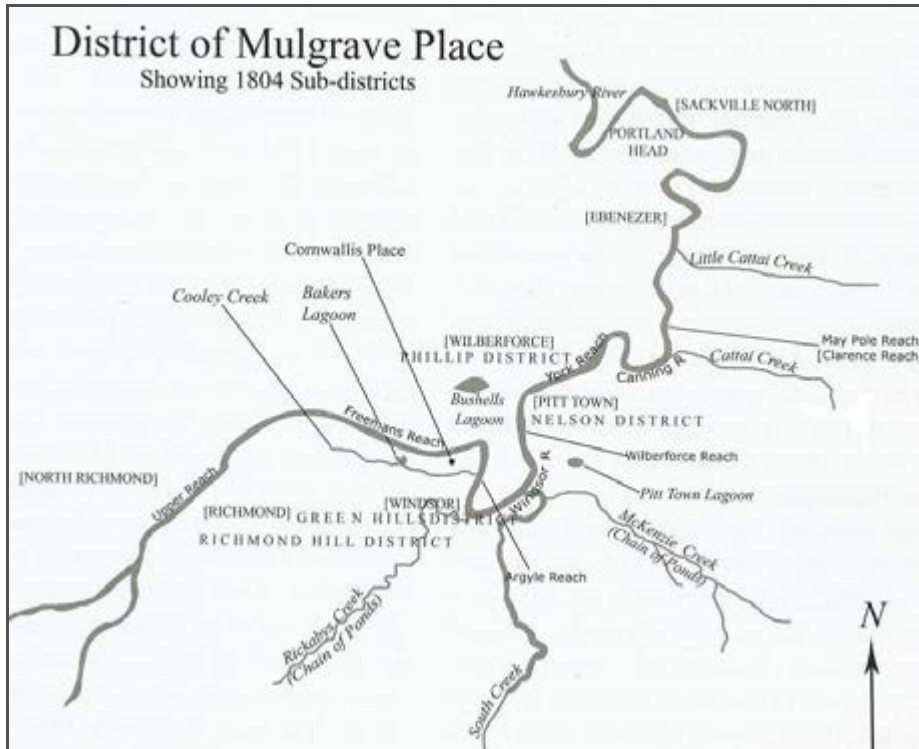 District of Mulgrave Place
Showing 1804 Sub-districts
Hawkesbury River
[SACKVILLE NORTH]
PORTLAND
HEAD
[EBENEZER]
Little Cattai Creek
Cornwallis Place
Bakers
Lagoon
Cooley Creek
May Pole Reach
[Clarence Reach]
[WILBERFORCE]
PHILLIP DISTRICT
York Reach
Canning R
Cattai Creek
Bushells
Lagoon
[PITT TOWN]
NELSON DISTRICT
Freemans Reach
Wilberforce Reach
[NORTH RICHMOND]
Upper Reach
Windsor R
Pitt Town Lagoon
[RICHMOND]
[WINDSOR]
GREEN HILLS DISTRICT
RICHMOND HILL DISTRICT
McKenzie Creek
(Chain of Ponds)
Argyle Reach
Rickabys Creek
(Chain of Ponds)
South Creek
N